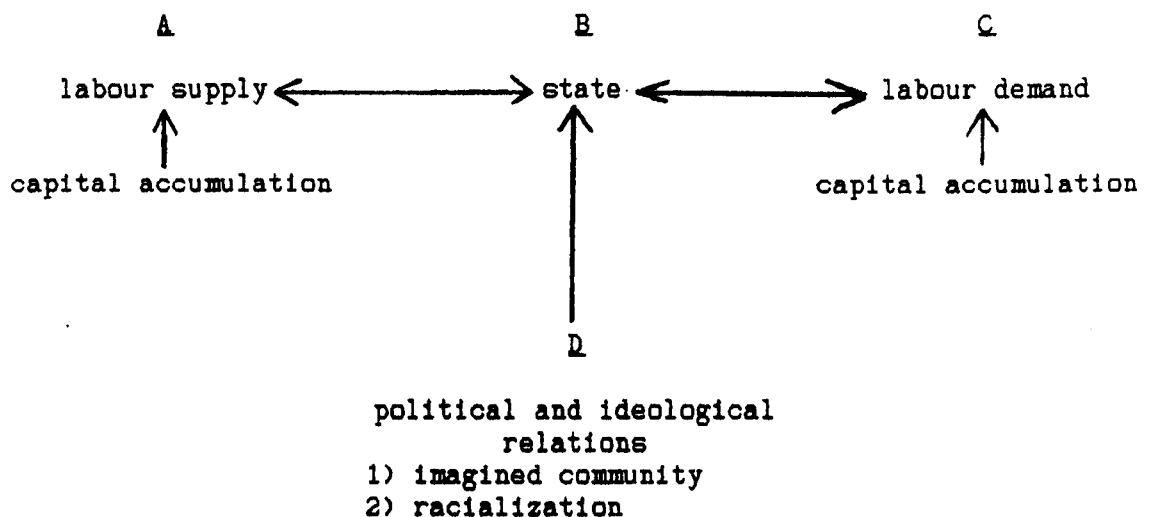 A B C
labour supply state labour demand
capital accumulation capital accumulation
D
political and ideological
relations
1) imagined community
2) racialization